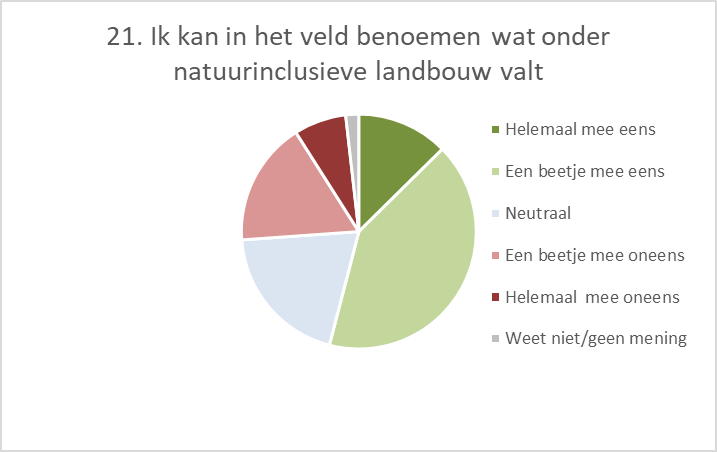 21. Ik kan in het veld benoemen wat onder
natuurinclusieve landbouw valt
Helemaal mee eens
Een beetje mee eens
Neutraal
Een beetje mee oneens
Helemaal mee oneens
Weet niet/geen mening